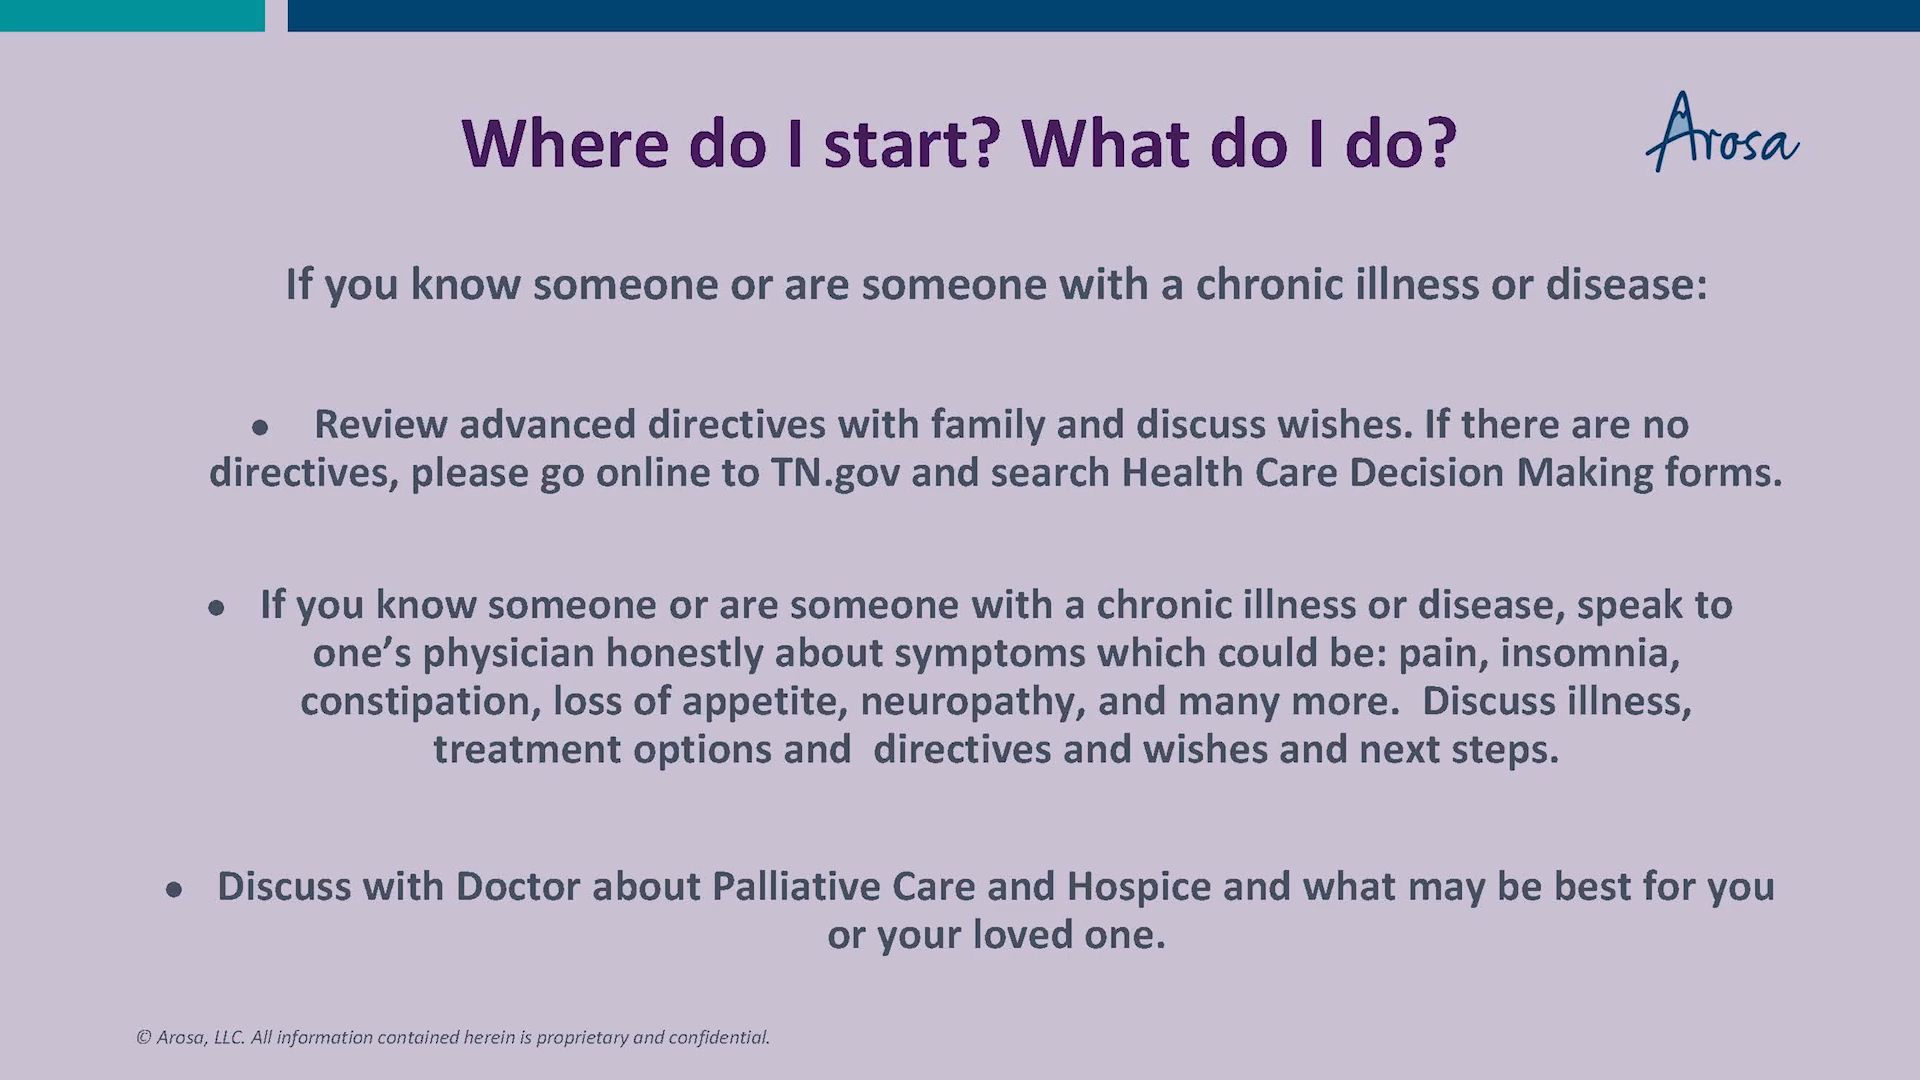 Where do I start? What do I do?
Arosa
If you know someone or are someone with a chronic illness or disease:
● Review advanced directives with family and discuss wishes. If there are no
directives, please go online to TN.gov and search Health Care Decision Making forms.
● If you know someone or are someone with a chronic illness or disease, speak to
one’s physician honestly about symptoms which could be: pain, insomnia,
constipation, loss of appetite, neuropathy, and many more.  Discuss illness,
treatment options and  directives and wishes and next steps.
● Discuss with Doctor about Palliative Care and Hospice and what may be best for you
or your loved one.
© Arosa, LLC. All information contained herein is proprietary and confidential.